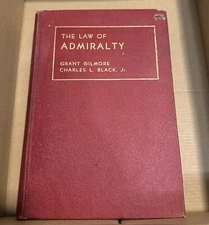 THE LAW OF
ADMIRALTY
GRANT GILMORE
CHARLES L. BLACK, Jr.